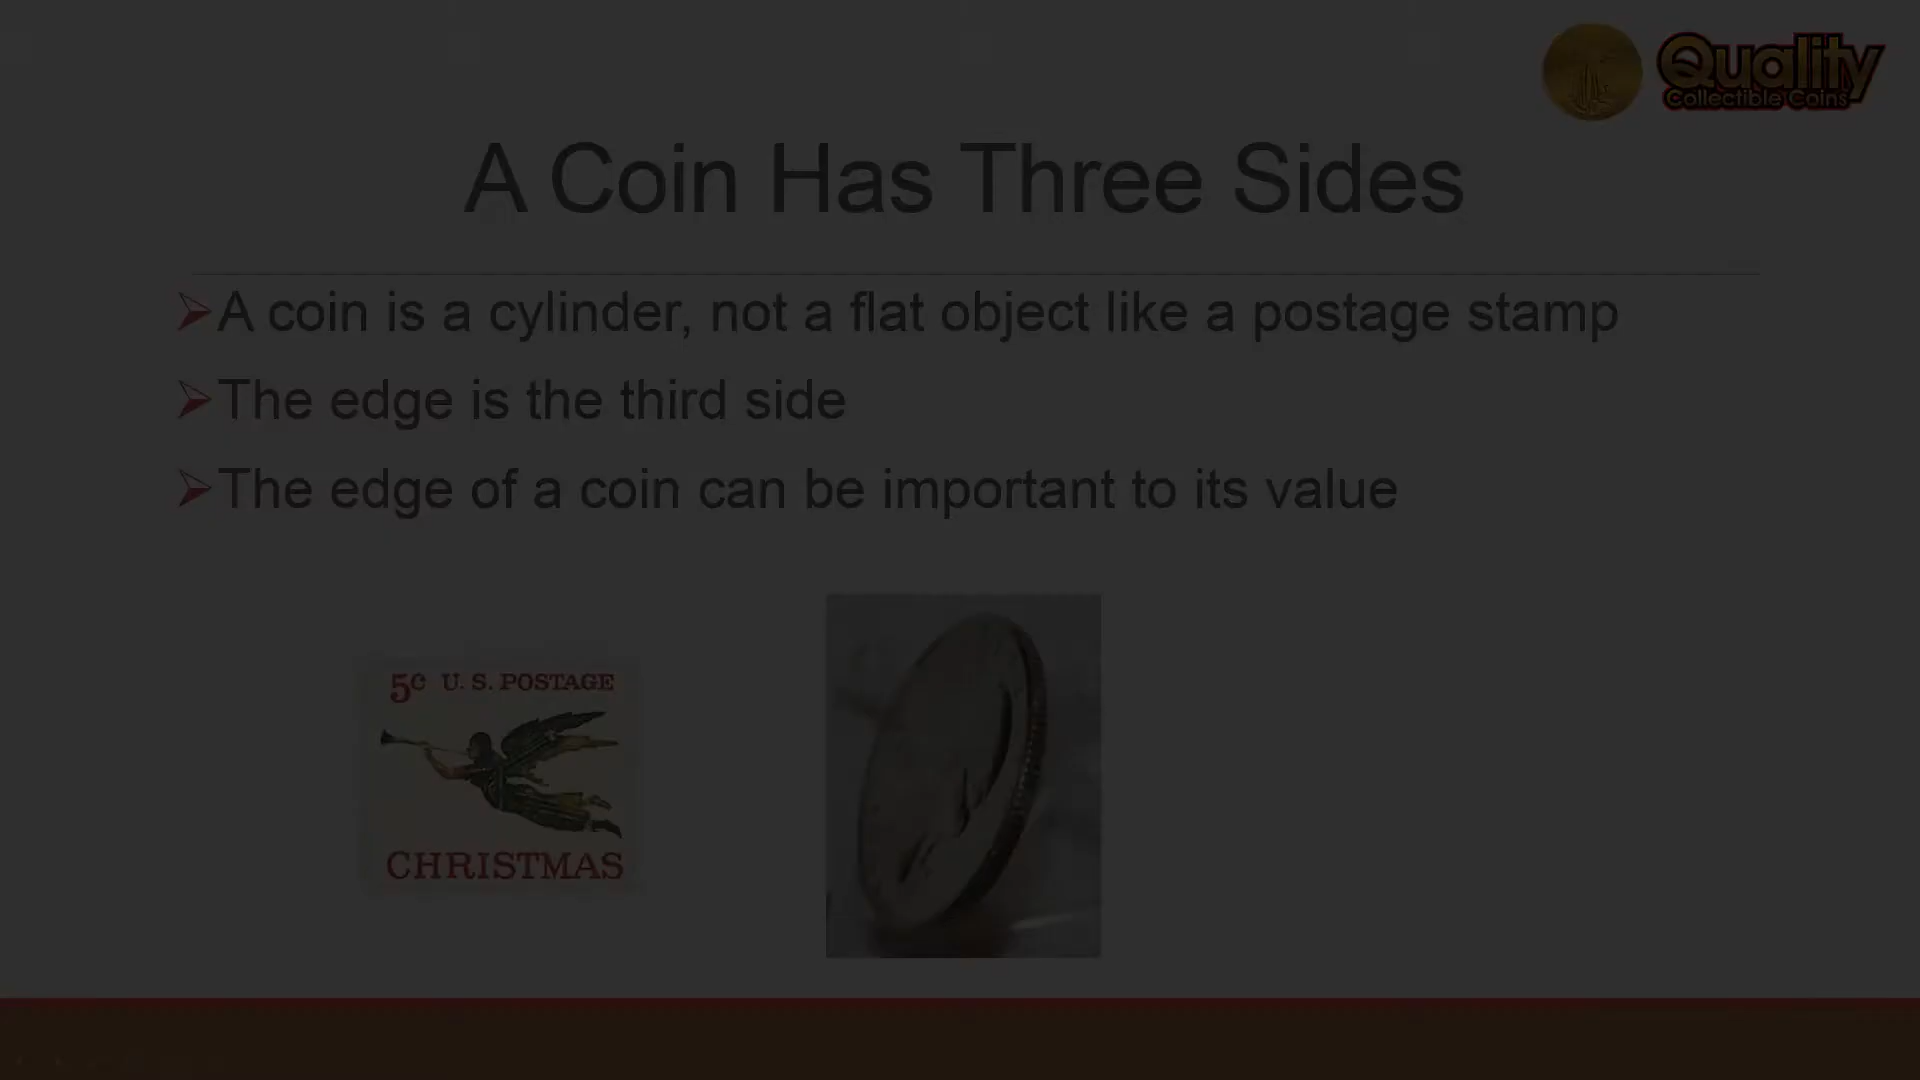 Quality
Collectible Coins
A Coin Has Three Sides
A coin is a cylinder, not a flat object like a postage stamp
The edge is the third side
The edge of a coin can be important to its value
5c U. S. POSTAGE
CHRISTMAS